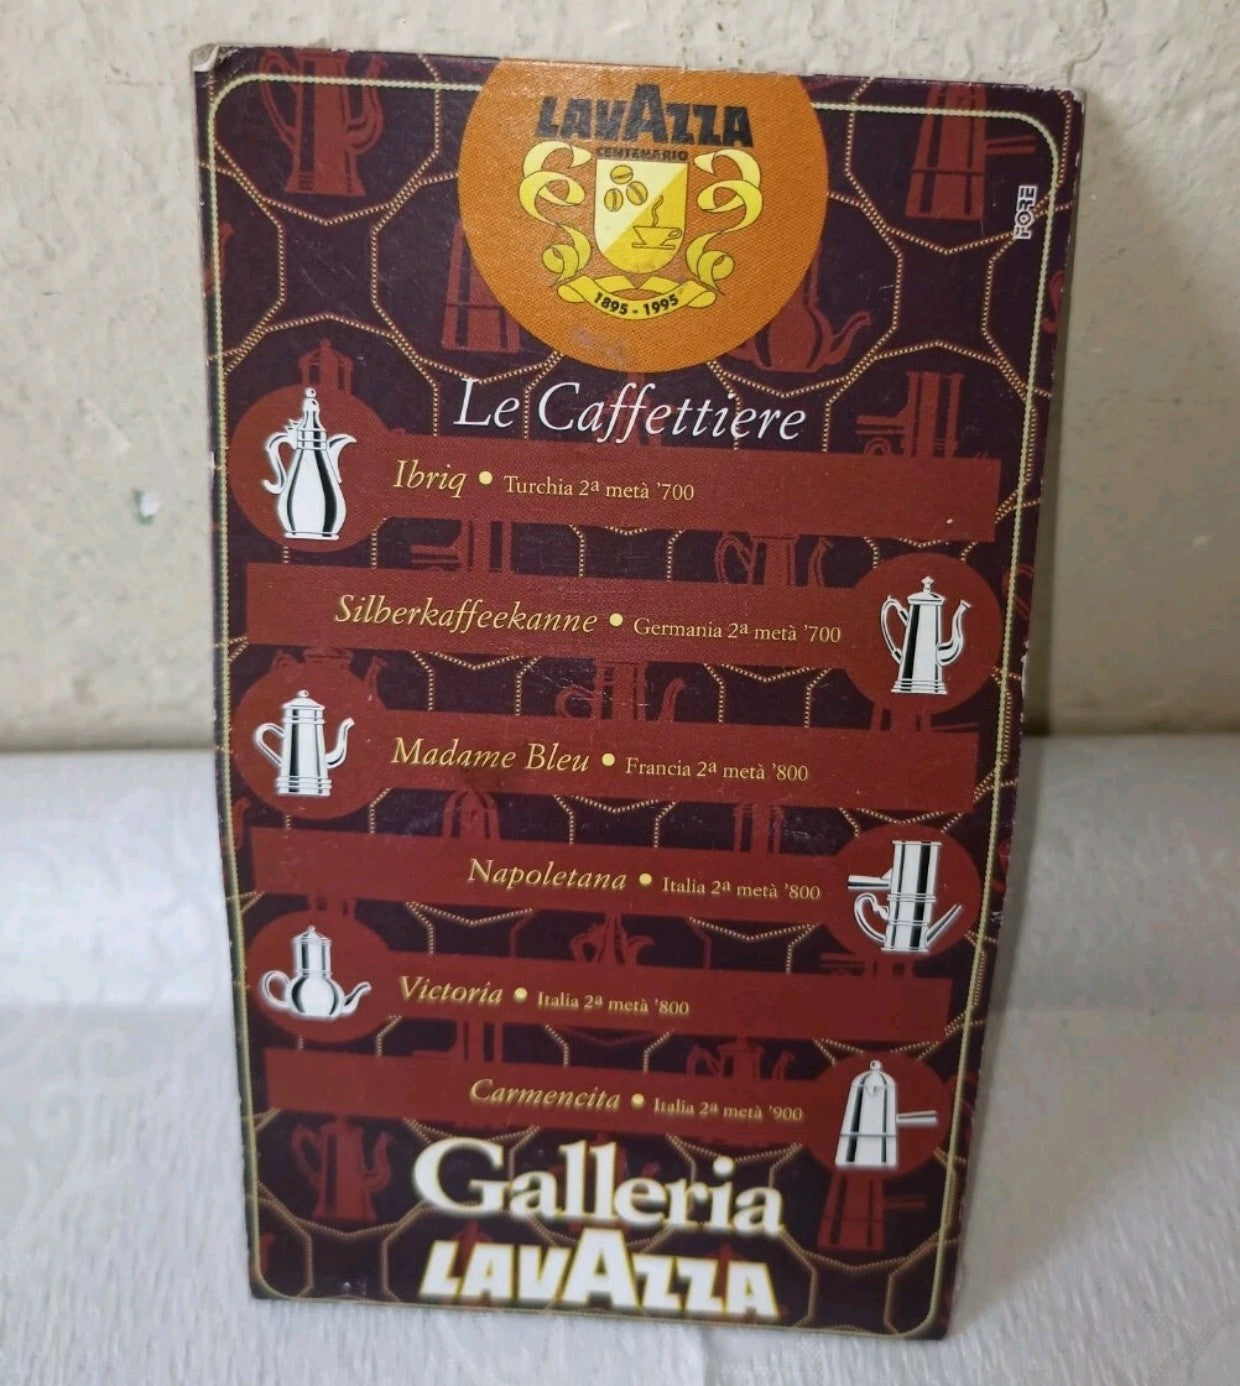 LAVAZZA
CENTENARIO
1895 - 1995
FORE
Le Caffettiere
Ibriq • Turchia 2ª metà '700
Silberkaffeekanne • Germania 2ª metà '700
Madame Bleu • Francia 2ª metà '800
Napoletana • Italia 2ª metà '800
Victoria • Italia 2ª metà '800
Carmencita • Italia 2ª metà '900
Galleria
LAVAZZA